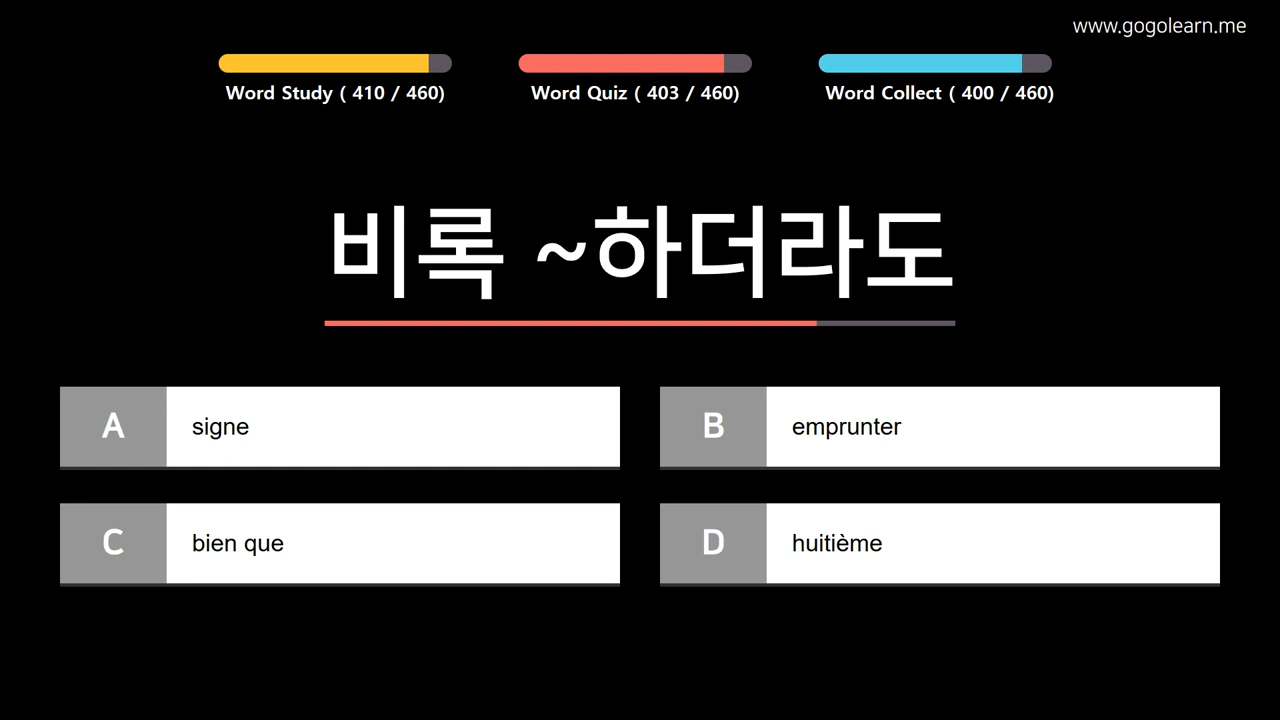 www.gogolearn.me
Word Study ( 410 / 460)
Word Quiz ( 403 / 460)
Word Collect ( 400 / 460)
비록 ~하더라도
A signe
B emprunter
C bien que
D huitième